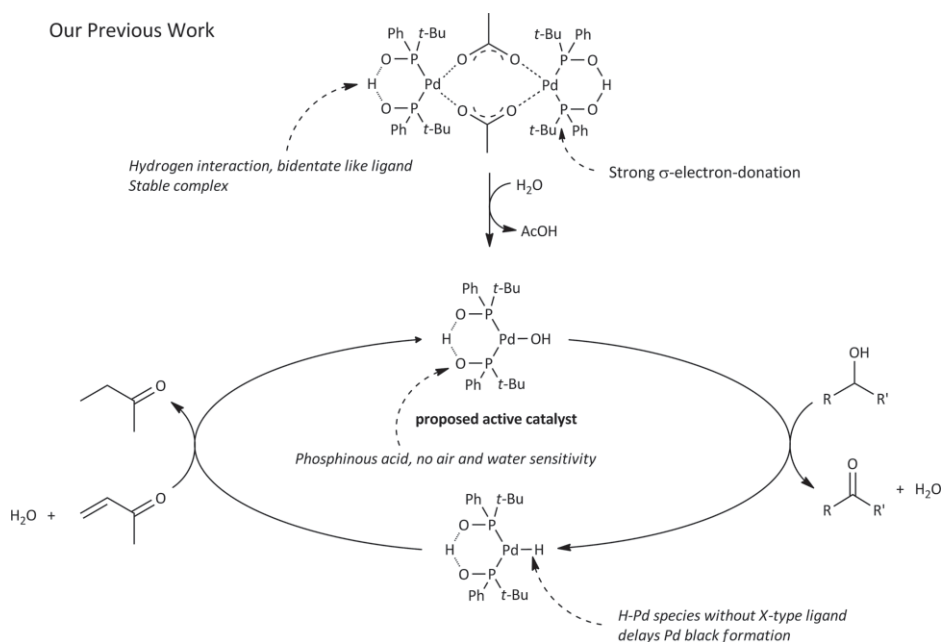 Our Previous Work
Ph t-Bu t-Bu Ph
O P O O P O
H Pd Pd H
O P O O P O
Ph t-Bu t-Bu Ph
Hydrogen interaction, bidentate like ligand
Stable complex
Strong σ-electron-donation
H₂O
AcOH
Ph t-Bu
O P
H Pd OH
O P
Ph t-Bu
proposed active catalyst
Phosphinous acid, no air and water sensitivity
OH
R R'
O
R R' + H₂O
O
H₂O + O
Ph t-Bu
O P
H Pd H
O P
Ph t-Bu
H-Pd species without X-type ligand
delays Pd black formation